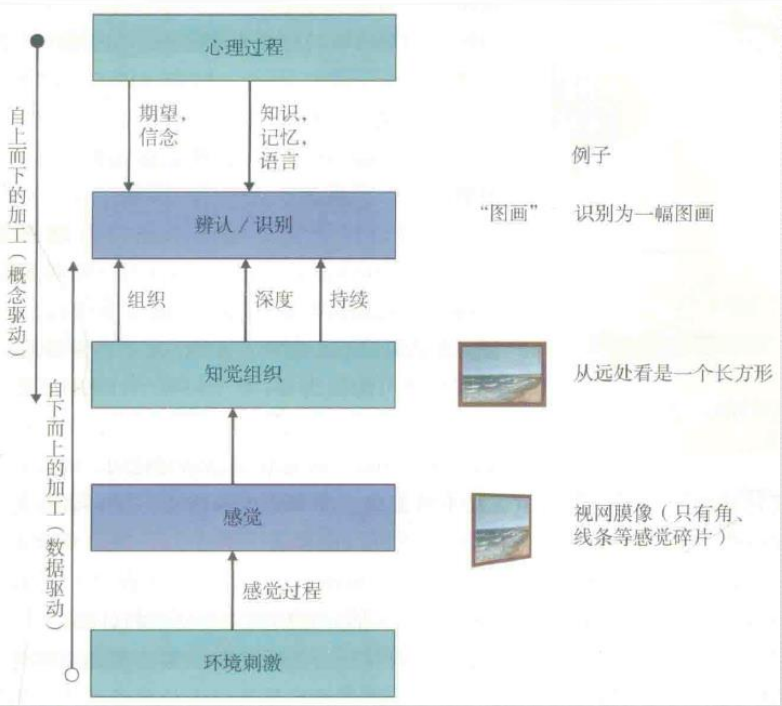 心理过程
期望，
信念
知识，
记忆，
语言
例子
辨认／识别
“图画”
识别为一幅图画
组织
深度
持续
知觉组织
从远处看是一个长方形
感觉
视网膜像（只有角、
线条等感觉碎片）
感觉过程
环境刺激
自上而下的加工（概念驱动）
自下而上的加工（数据驱动）